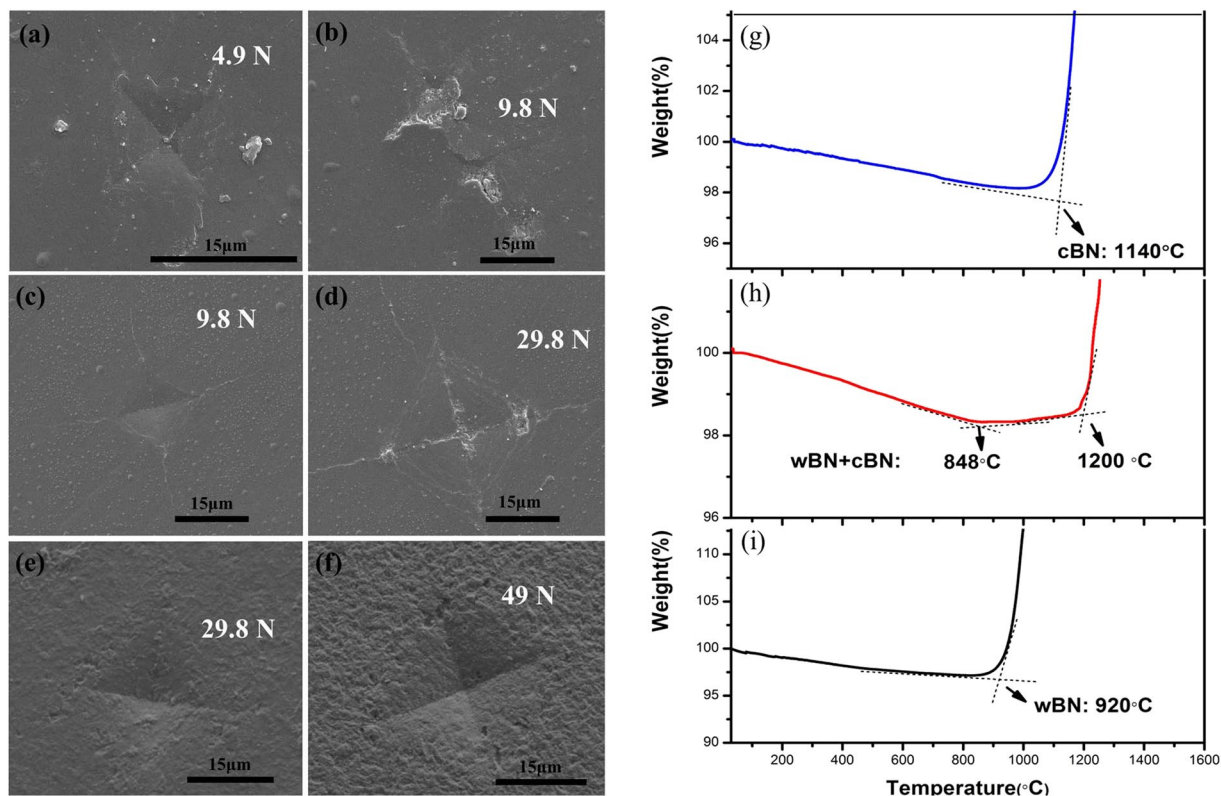 (a)
4.9 N
15μm
(b)
9.8 N
15μm
(c)
9.8 N
15μm
(d)
29.8 N
15μm
(e)
29.8 N
15μm
(f)
49 N
15μm
(g)
Weight(%)
104
102
100
98
96
cBN: 1140°C
(h)
Weight(%)
100
98
96
wBN+cBN:
848°C
1200 °C
(i)
Weight(%)
110
105
100
95
90
wBN: 920°C
200 400 600 800 1000 1200 1400 1600
Temperature(°C)